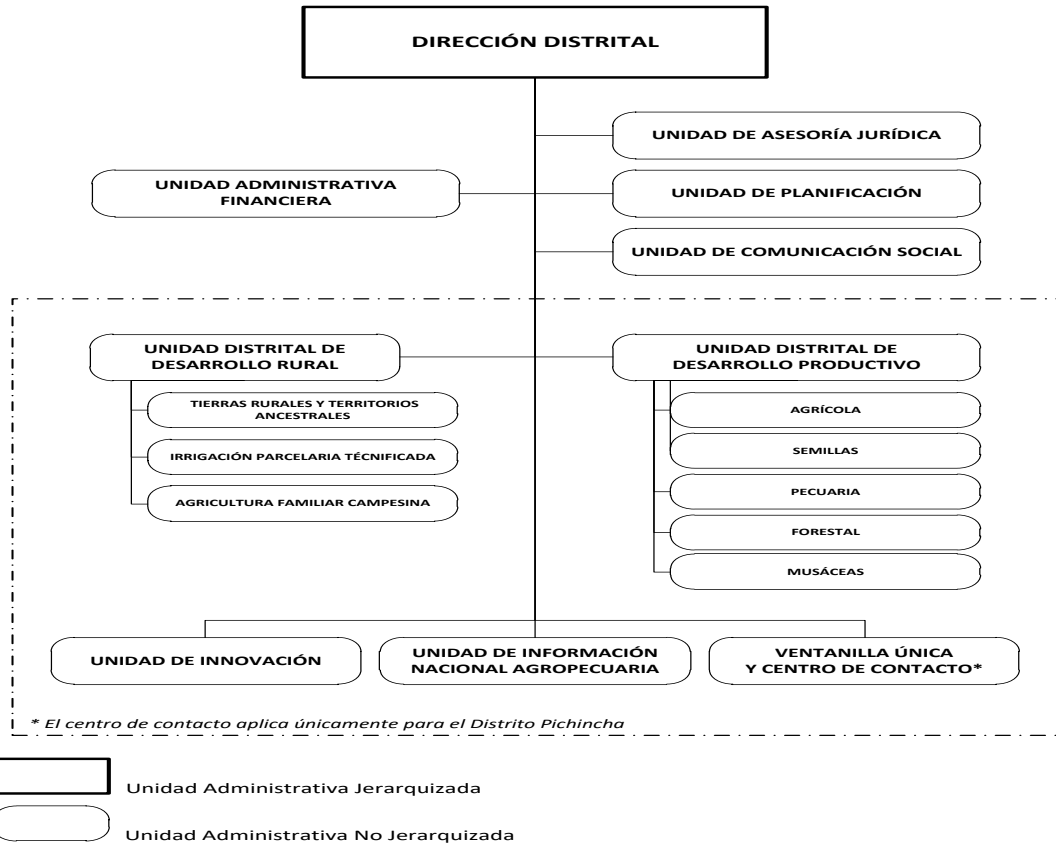 DIRECCIÓN DISTRITAL
UNIDAD DE ASESORÍA JURÍDICA
UNIDAD ADMINISTRATIVA
FINANCIERA
UNIDAD DE PLANIFICACIÓN
UNIDAD DE COMUNICACIÓN SOCIAL
UNIDAD DISTRITAL DE
DESARROLLO RURAL
TIERRAS RURALES Y TERRITORIOS
ANCESTRALES
IRRIGACIÓN PARCELARIA TÉCNIFICADA
AGRICULTURA FAMILIAR CAMPESINA
UNIDAD DISTRITAL DE
DESARROLLO PRODUCTIVO
AGRÍCOLA
SEMILLAS
PECUARIA
FORESTAL
MUSÁCEAS
UNIDAD DE INNOVACIÓN
UNIDAD DE INFORMACIÓN
NACIONAL AGROPECUARIA
VENTANILLA ÚNICA
Y CENTRO DE CONTACTO*
* El centro de contacto aplica únicamente para el Distrito Pichincha
Unidad Administrativa Jerarquizada
Unidad Administrativa No Jerarquizada